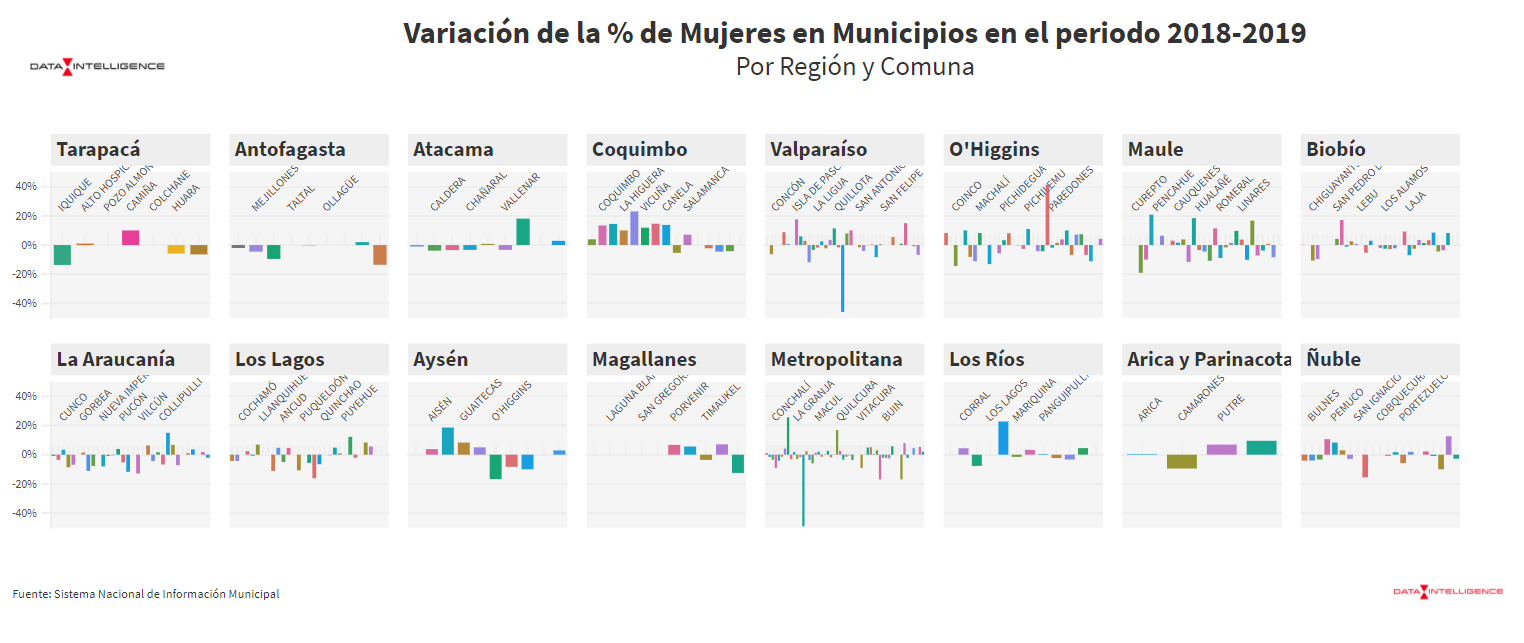 Variación de la % de Mujeres en Municipios en el periodo 2018-2019
Por Región y Comuna
DATA INTELLIGENCE
Tarapacá
Antofagasta
Atacama
Coquimbo
Valparaíso
O'Higgins
Maule
Biobío
40%
20%
0%
-20%
-40%
IQUIQUE
ALTO HOSPIC
POZO ALMON
CAMIÑA
COLCHANE
HUARA
MEJILLONES
TALTAL
OLLAGÜE
CALDERA
CHAÑARAL
VALLENAR
COQUIMBO
LA HIGUERA
VICUÑA
CANELA
SALAMANCA
CONCÓN
ISLA DE PASC
LA LIGUA
QUILLOTA
SAN ANTONIO
SAN FELIPE
COINCO
MACHALÍ
PICHIDEGUA
PICHILEMU
PAREDONES
CUREPTO
PENCAHUE
CAUQUENES
HUALAÑÉ
ROMERAL
LINARES
CHIGUAYANT
SAN PEDRO D
LEBU
LOS ALAMOS
LAJA
La Araucanía
Los Lagos
Aysén
Magallanes
Metropolitana
Los Ríos
Arica y Parinacota
Ñuble
40%
20%
0%
-20%
-40%
CUNCO
GORBEA
NUEVA IMPER
PUCÓN
VILCÚN
COLLIPULLI
COCHAMÓ
LLANQUIHUE
ANCUD
PUQUELDÓN
QUINCHAO
PUYEHUE
AISÉN
GUAITECAS
O'HIGGINS
LAGUNA BLAN
SAN GREGOR
PORVENIR
TIMAUKEL
CONCHALÍ
LA GRANJA
MACUL
QUILICURA
VITACURA
BUIN
CORRAL
LOS LAGOS
MARIQUINA
PANGUIPULL
ARICA
CAMARONES
PUTRE
BULNES
PEMUCO
SAN IGNACIO
COBQUECUR
PORTEZUELO
Fuente: Sistema Nacional de Información Municipal
DATA INTELLIGENCE